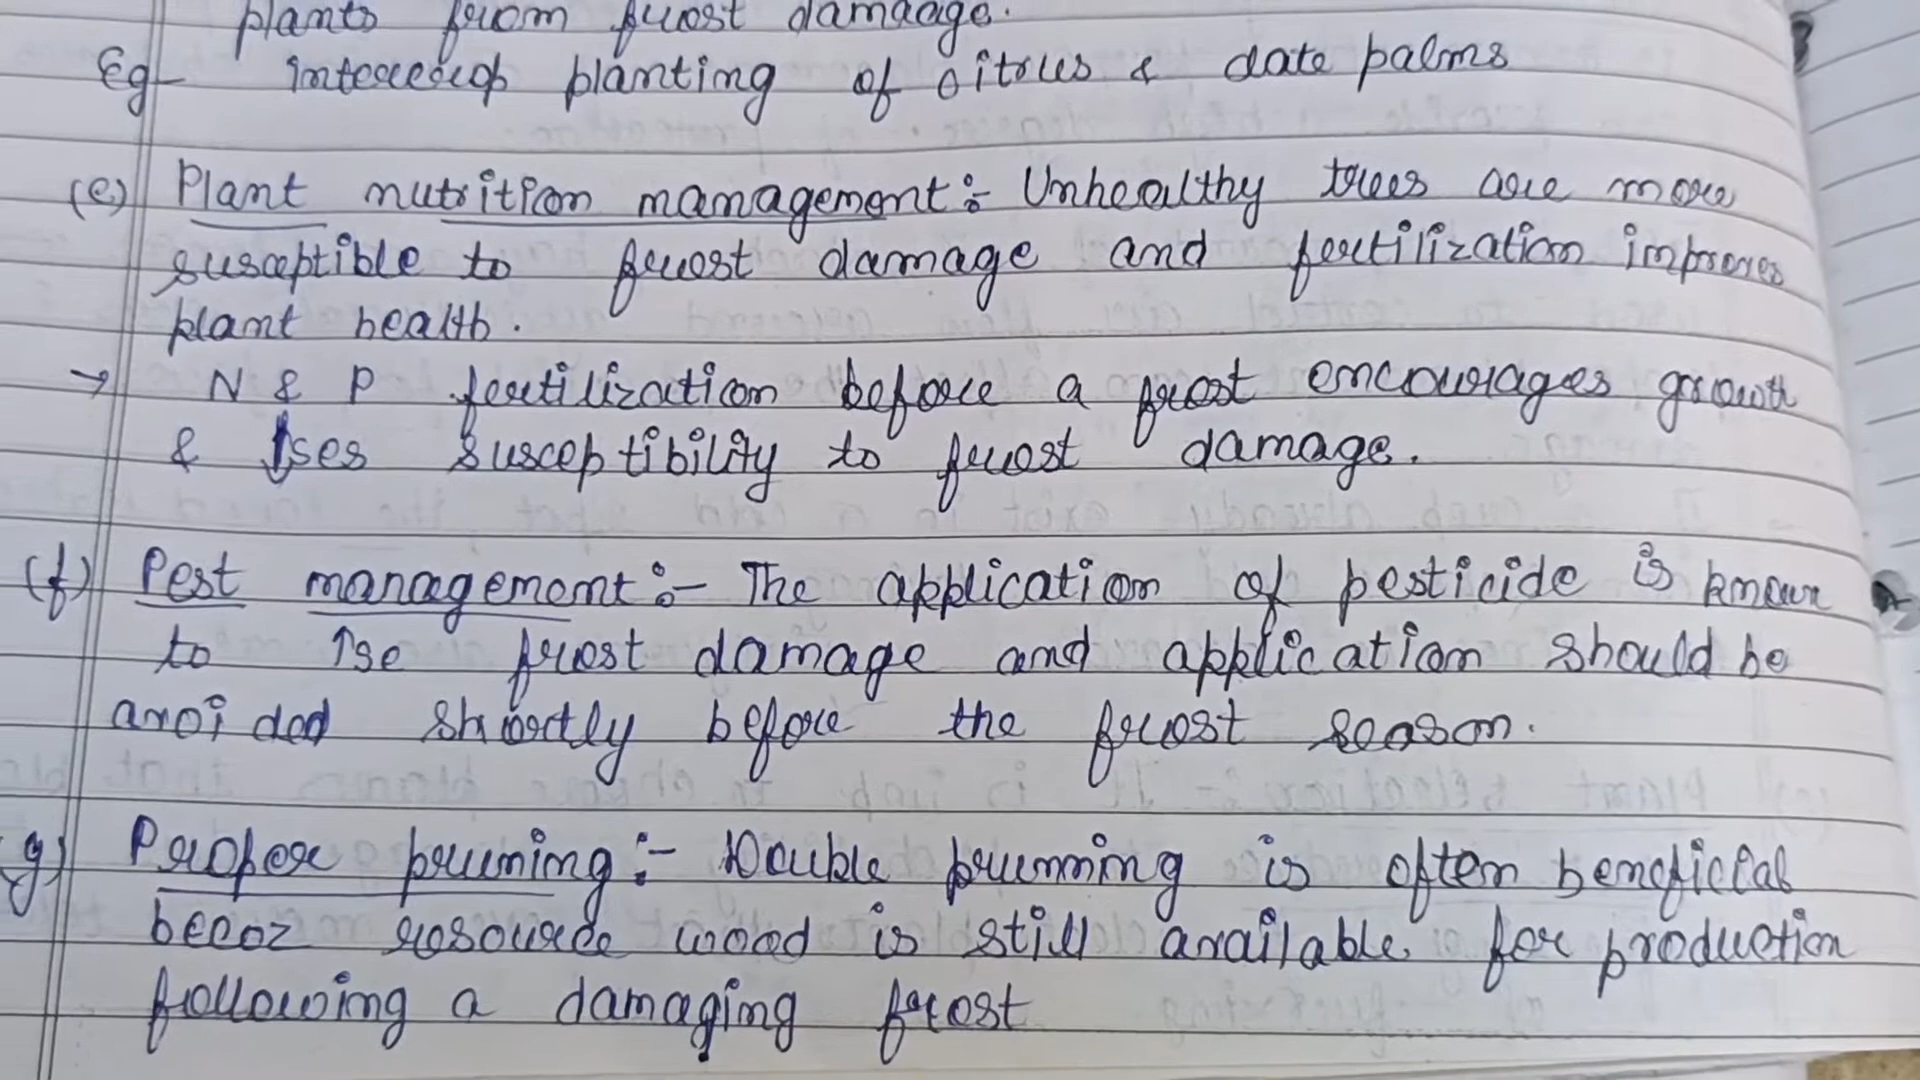 plants from frost damaage.
Eg- intercrop planting of citrus & date palms
(e) Plant nutrition management:- Unhealthy trees are more
susceptible to frost damage and fertilization improves
plant health.
→ N & P fertilization before a frost encourages growth
& ↑ses susceptibility to frost damage.
(f) Pest management:- The application of pesticide is known
to ↑se frost damage and application should be
avoided shortly before the frost season.
g) Proper pruning:- Double prunning is often beneficial
becoz resource wood is still available for production
following a damaging frost